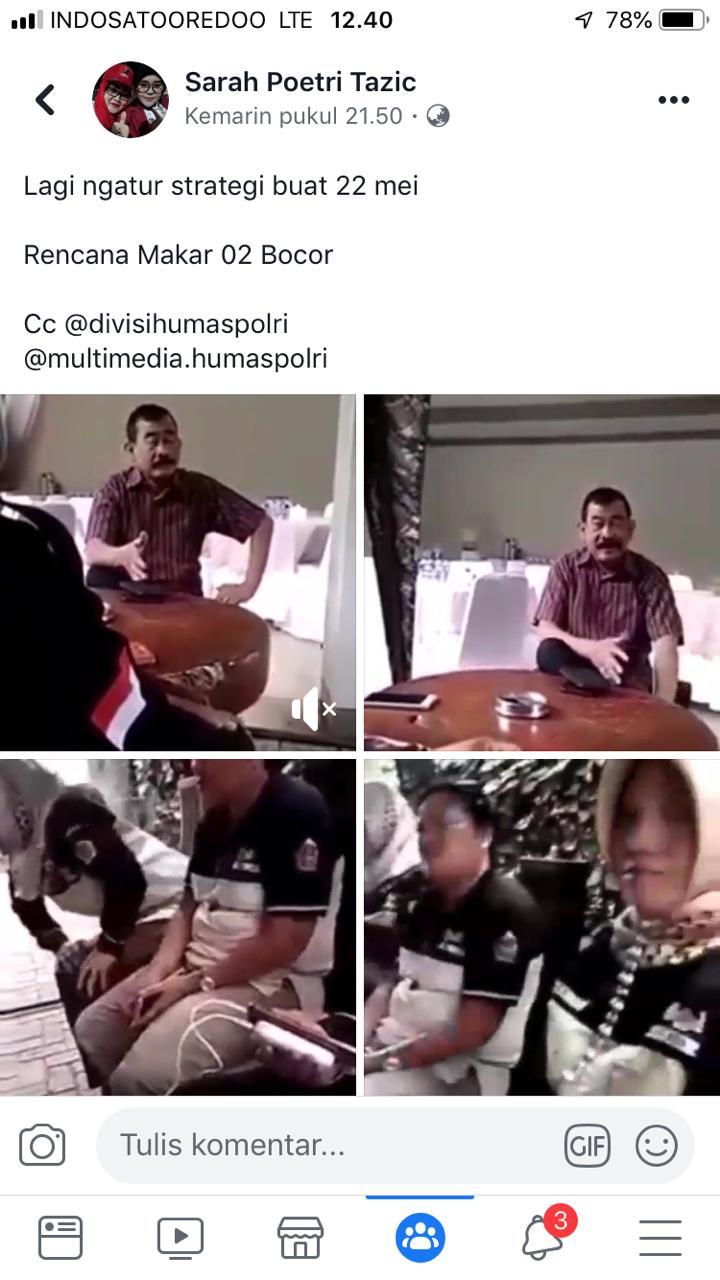 INDOSATOOREDOO LTE 12.40 78%
Sarah Poetri Tazic
Kemarin pukul 21.50 ·
Lagi ngatur strategi buat 22 mei
Rencana Makar 02 Bocor
Cc @divisihumaspolri
@multimedia.humaspolri
Tulis komentar...
GIF
3